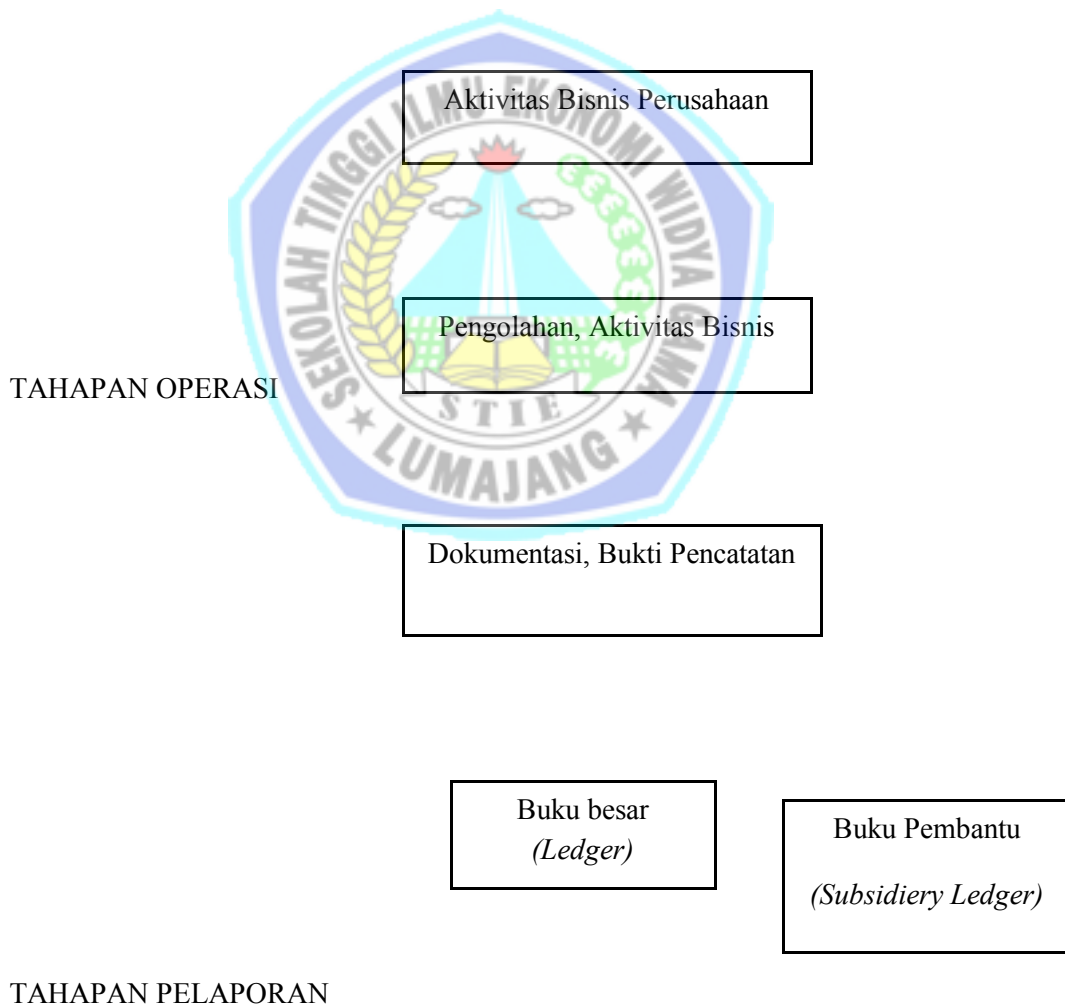 Aktivitas Bisnis Perusahaan
SEKOLAH TINGGI ILMU EKONOMI WIDYA GAMA
Pengolahan, Aktivitas Bisnis
TAHAPAN OPERASI
STIE
LUMAJANG
Dokumentasi, Bukti Pencatatan
Buku besar
(Ledger)
Buku Pembantu
(Subsidiery Ledger)
TAHAPAN PELAPORAN